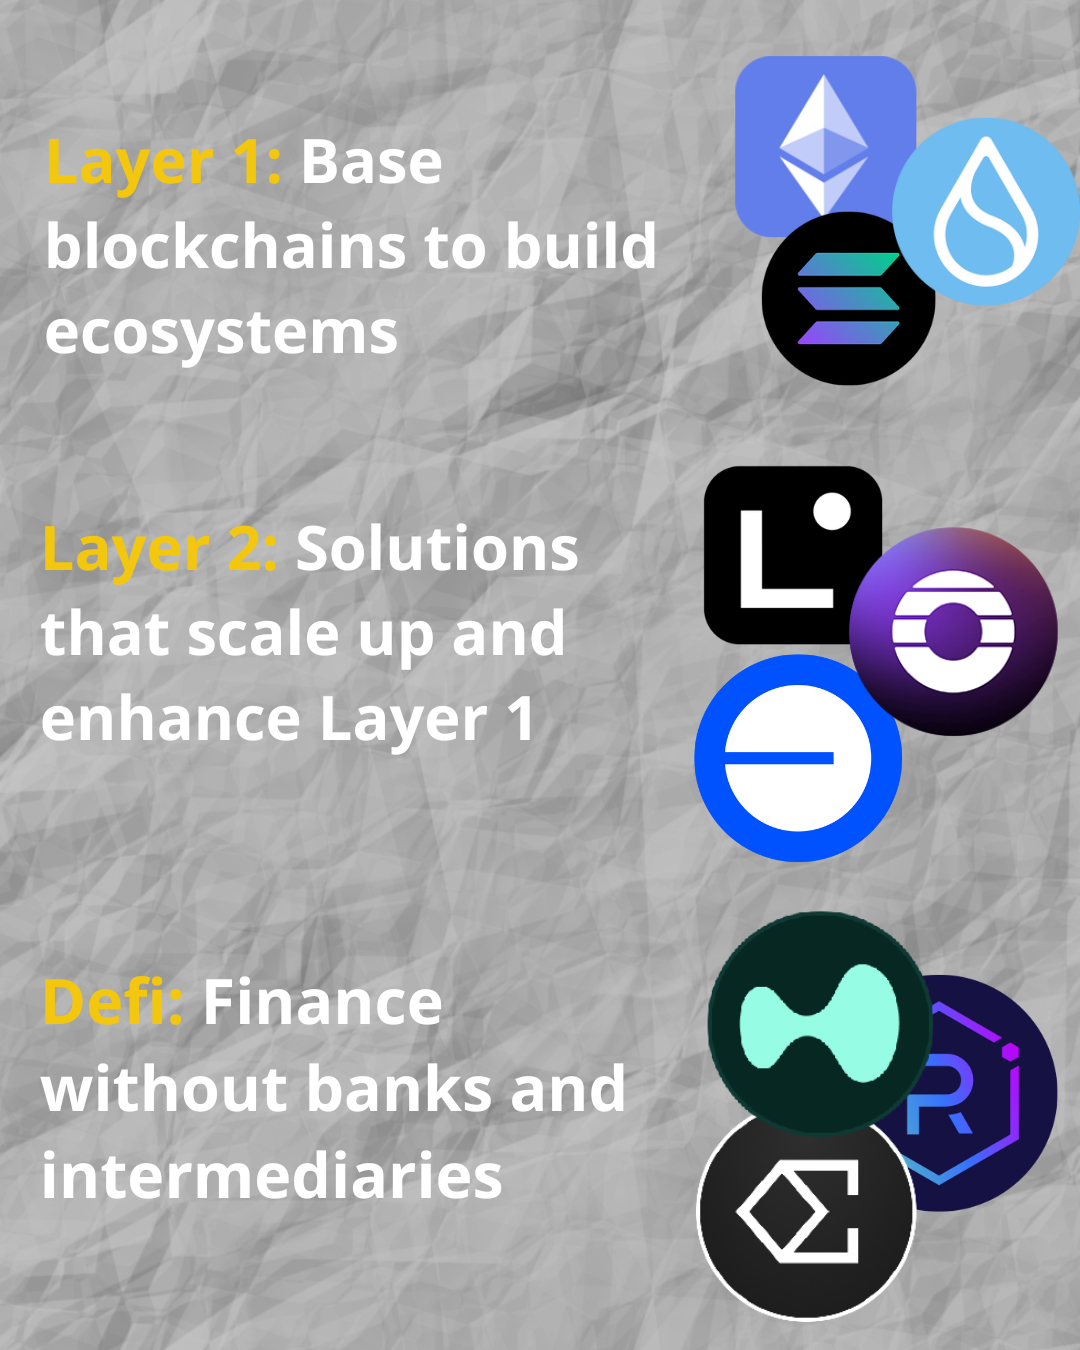 Layer 1: Base
blockchains to build
ecosystems
Layer 2: Solutions
that scale up and
enhance Layer 1
Defi: Finance
without banks and
intermediaries